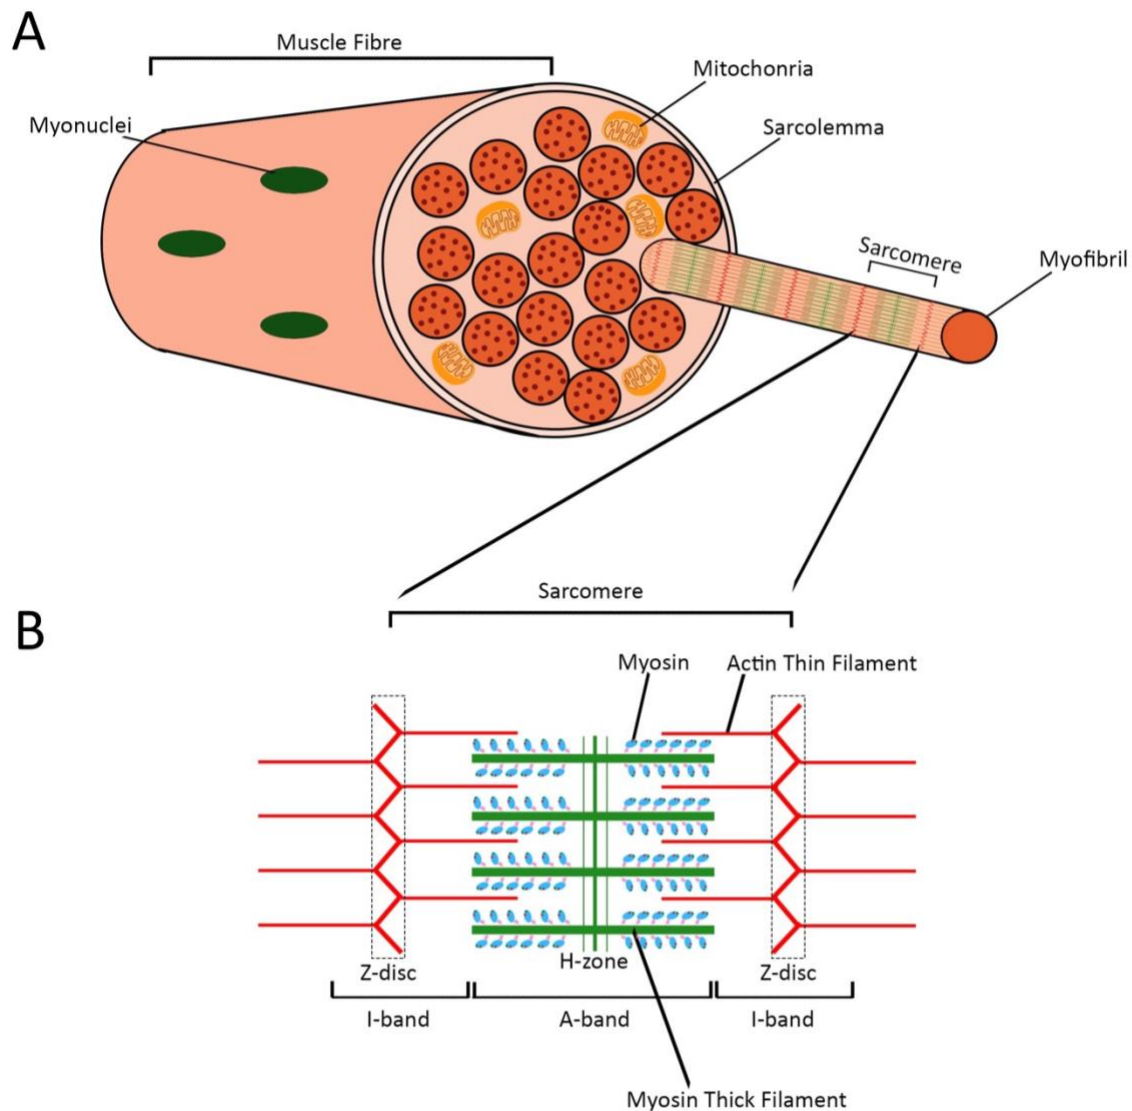 A
Muscle Fibre
Mitochonria
Myonuclei
Sarcolemma
Sarcomere
Myofibril
Sarcomere
B
Myosin
Actin Thin Filament
H-zone
Z-disc
Z-disc
I-band
A-band
I-band
Myosin Thick Filament